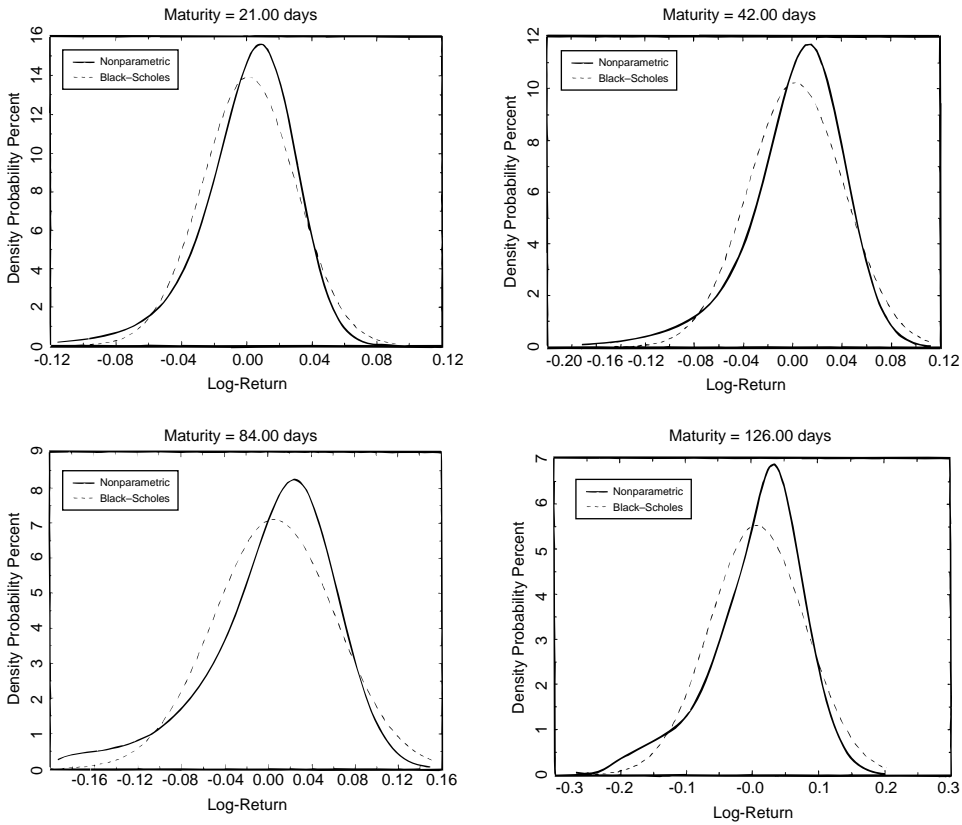 Maturity = 21.00 days
Density Probability Percent
16
14
12
10
8
6
4
2
0
Nonparametric
Black–Scholes
-0.12 -0.08 -0.04 0.00 0.04 0.08 0.12
Log-Return
Maturity = 42.00 days
Density Probability Percent
12
10
8
6
4
2
0
Nonparametric
Black–Scholes
-0.20 -0.16 -0.12 -0.08 -0.04 0.00 0.04 0.08 0.12
Log-Return
Maturity = 84.00 days
Density Probability Percent
9
8
7
6
5
4
3
2
1
0
Nonparametric
Black–Scholes
-0.16 -0.12 -0.08 -0.04 0.00 0.04 0.08 0.12 0.16
Log-Return
Maturity = 126.00 days
Density Probability Percent
7
6
5
4
3
2
1
0
Nonparametric
Black–Scholes
-0.3 -0.2 -0.1 0.0 0.1 0.2 0.3
Log-Return